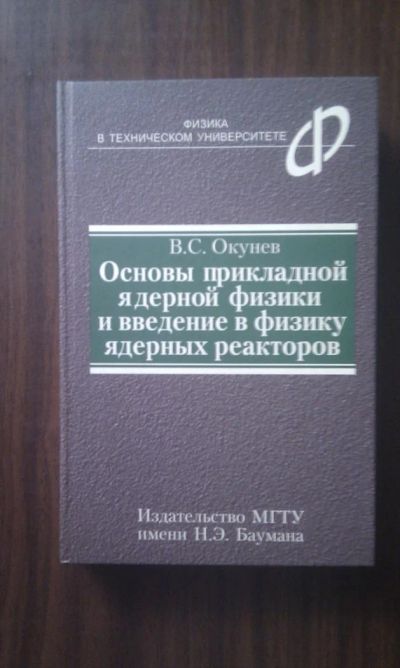 ФИЗИКА
В ТЕХНИЧЕСКОМ УНИВЕРСИТЕТЕ
Ф
В.С. Окунев
Основы прикладной
ядерной физики
и введение в физику
ядерных реакторов
Издательство МГТУ
имени Н.Э. Баумана